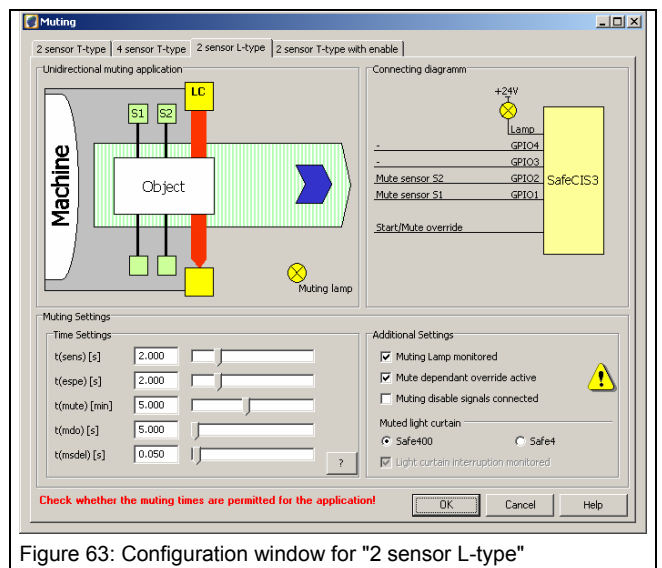 Muting
2 sensor T-type
4 sensor T-type
2 sensor L-type
2 sensor T-type with enable
Unidirectional muting application
LC
S1
S2
Machine
Object
Muting lamp
Connecting diagramm
+24V
Lamp
- GPIO4
- GPIO3
Mute sensor S2 GPIO2
Mute sensor S1 GPIO1
SafeCIS3
Start/Mute override
Muting Settings
Time Settings
t(sens) [s] 2.000
t(espe) [s] 2.000
t(mute) [min] 5.000
t(mdo) [s] 5.000
t(msdel) [s] 0.050
?
Additional Settings
Muting Lamp monitored
Mute dependant override active
Muting disable signals connected
!
Muted light curtain
Safe400
Safe4
Light curtain interruption monitored
Check whether the muting times are permitted for the application!
OK
Cancel
Help
Figure 63: Configuration window for "2 sensor L-type"